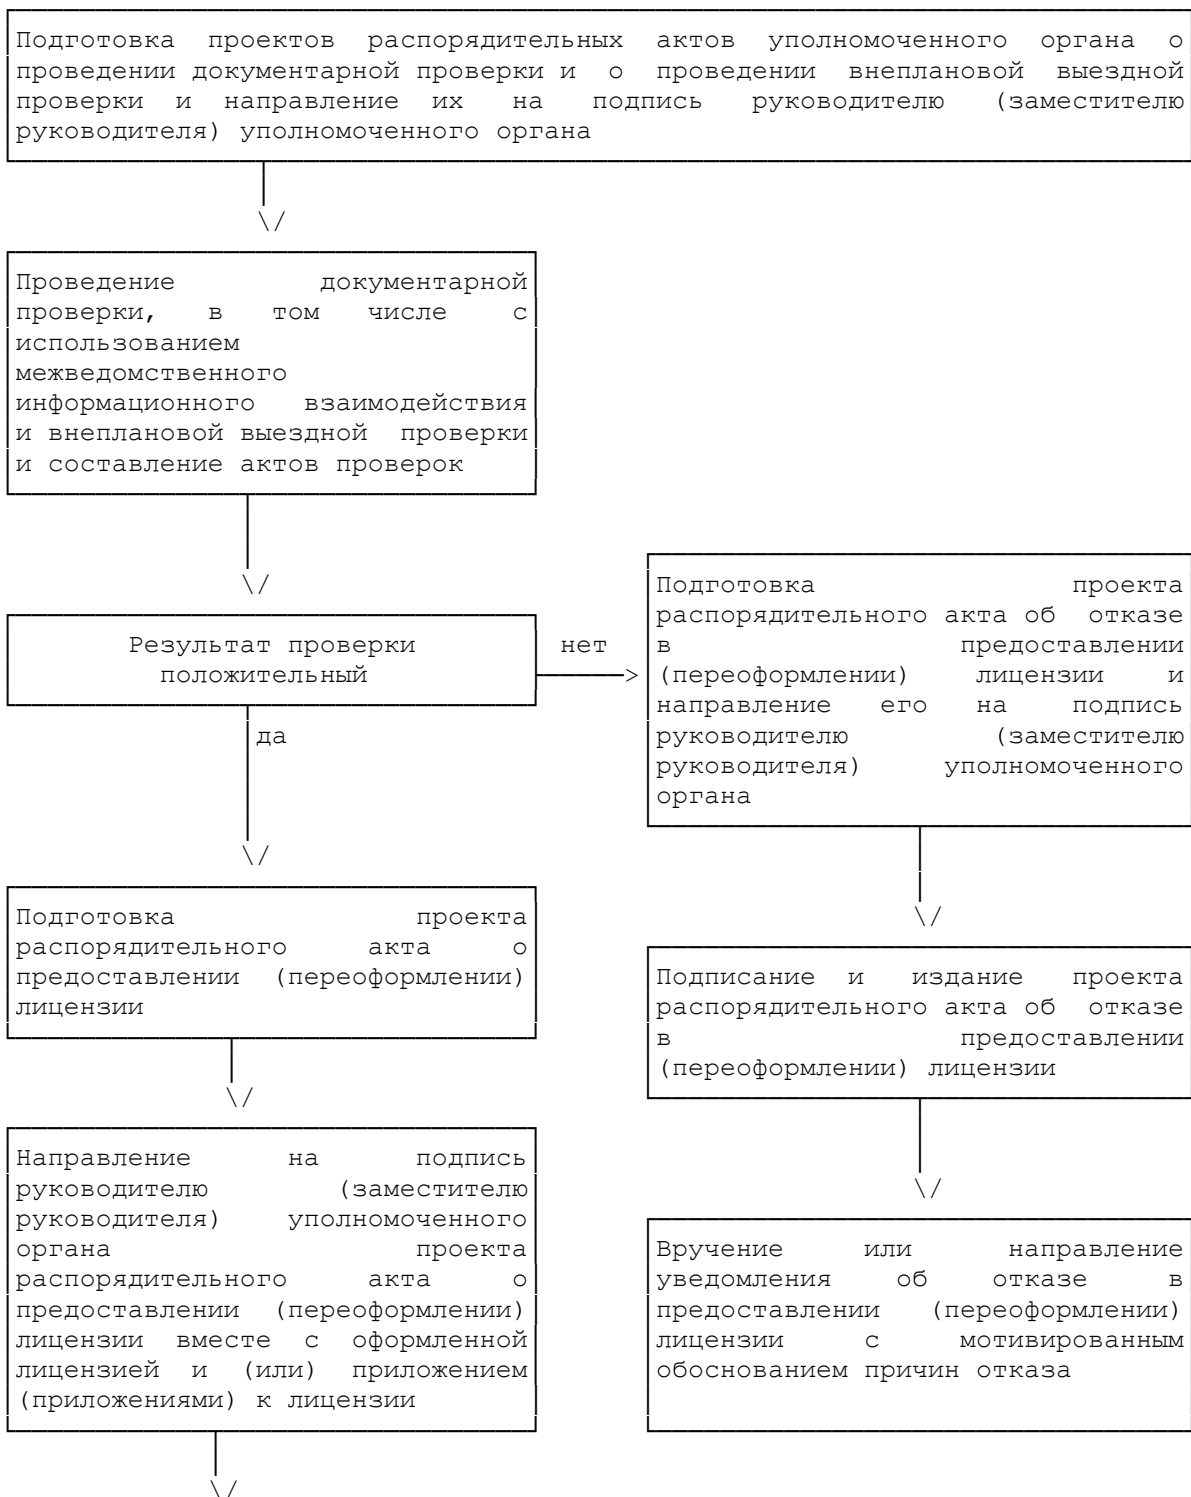 Подготовка проектов распорядительных актов уполномоченного органа о
проведении документарной проверки и о проведении внеплановой выездной
проверки и направление их на подпись руководителю (заместителю
руководителя) уполномоченного органа
Проведение документарной
проверки, в том числе с
использованием
межведомственного
информационного взаимодействия
и внеплановой выездной проверки
и составление актов проверок
Результат проверки
положительный
нет
да
Подготовка проекта
распорядительного акта об отказе
в предоставлении
(переоформлении) лицензии и
направление его на подпись
руководителю (заместителю
руководителя) уполномоченного
органа
Подготовка проекта
распорядительного акта о
предоставлении (переоформлении)
лицензии
Подписание и издание проекта
распорядительного акта об отказе
в предоставлении
(переоформлении) лицензии
Направление на подпись
руководителю (заместителю
руководителя) уполномоченного
органа проекта
распорядительного акта о
предоставлении (переоформлении)
лицензии вместе с оформленной
лицензией и (или) приложением
(приложениями) к лицензии
Вручение или направление
уведомления об отказе в
предоставлении (переоформлении)
лицензии с мотивированным
обоснованием причин отказа